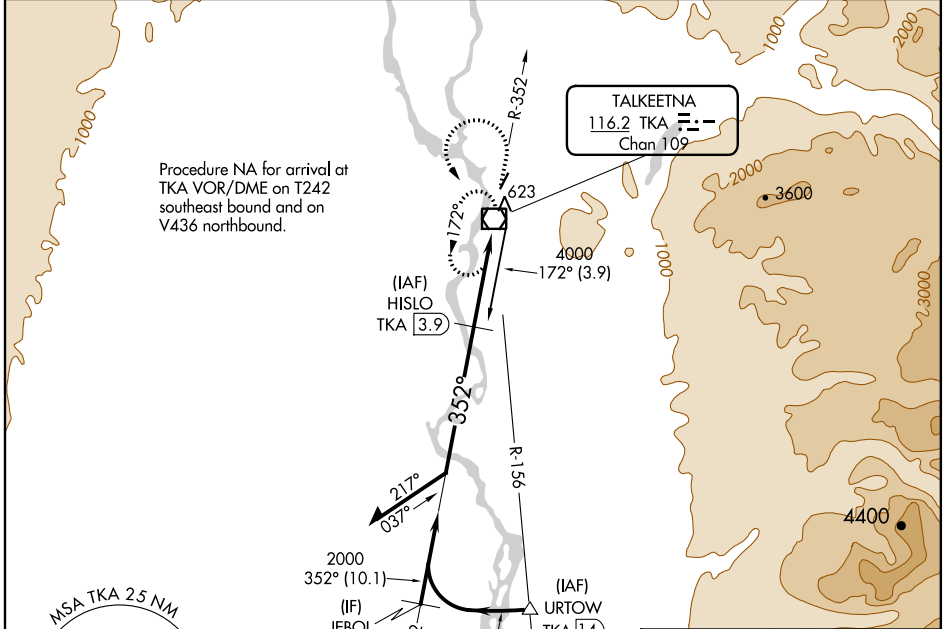 1000
2000
1000
R-352
TALKEETNA
116.2 TKA
Chan 109
Procedure NA for arrival at
TKA VOR/DME on T242
southeast bound and on
V436 northbound.
2000
3600
623
172°
4000
172° (3.9)
1000
3000
(IAF)
HISLO
TKA 3.9
352°
R-156
217°
037°
4400
2000
352° (10.1)
(IAF)
URTOW
TKA 14
(IF)
JEBOL
MSA TKA 25 NM